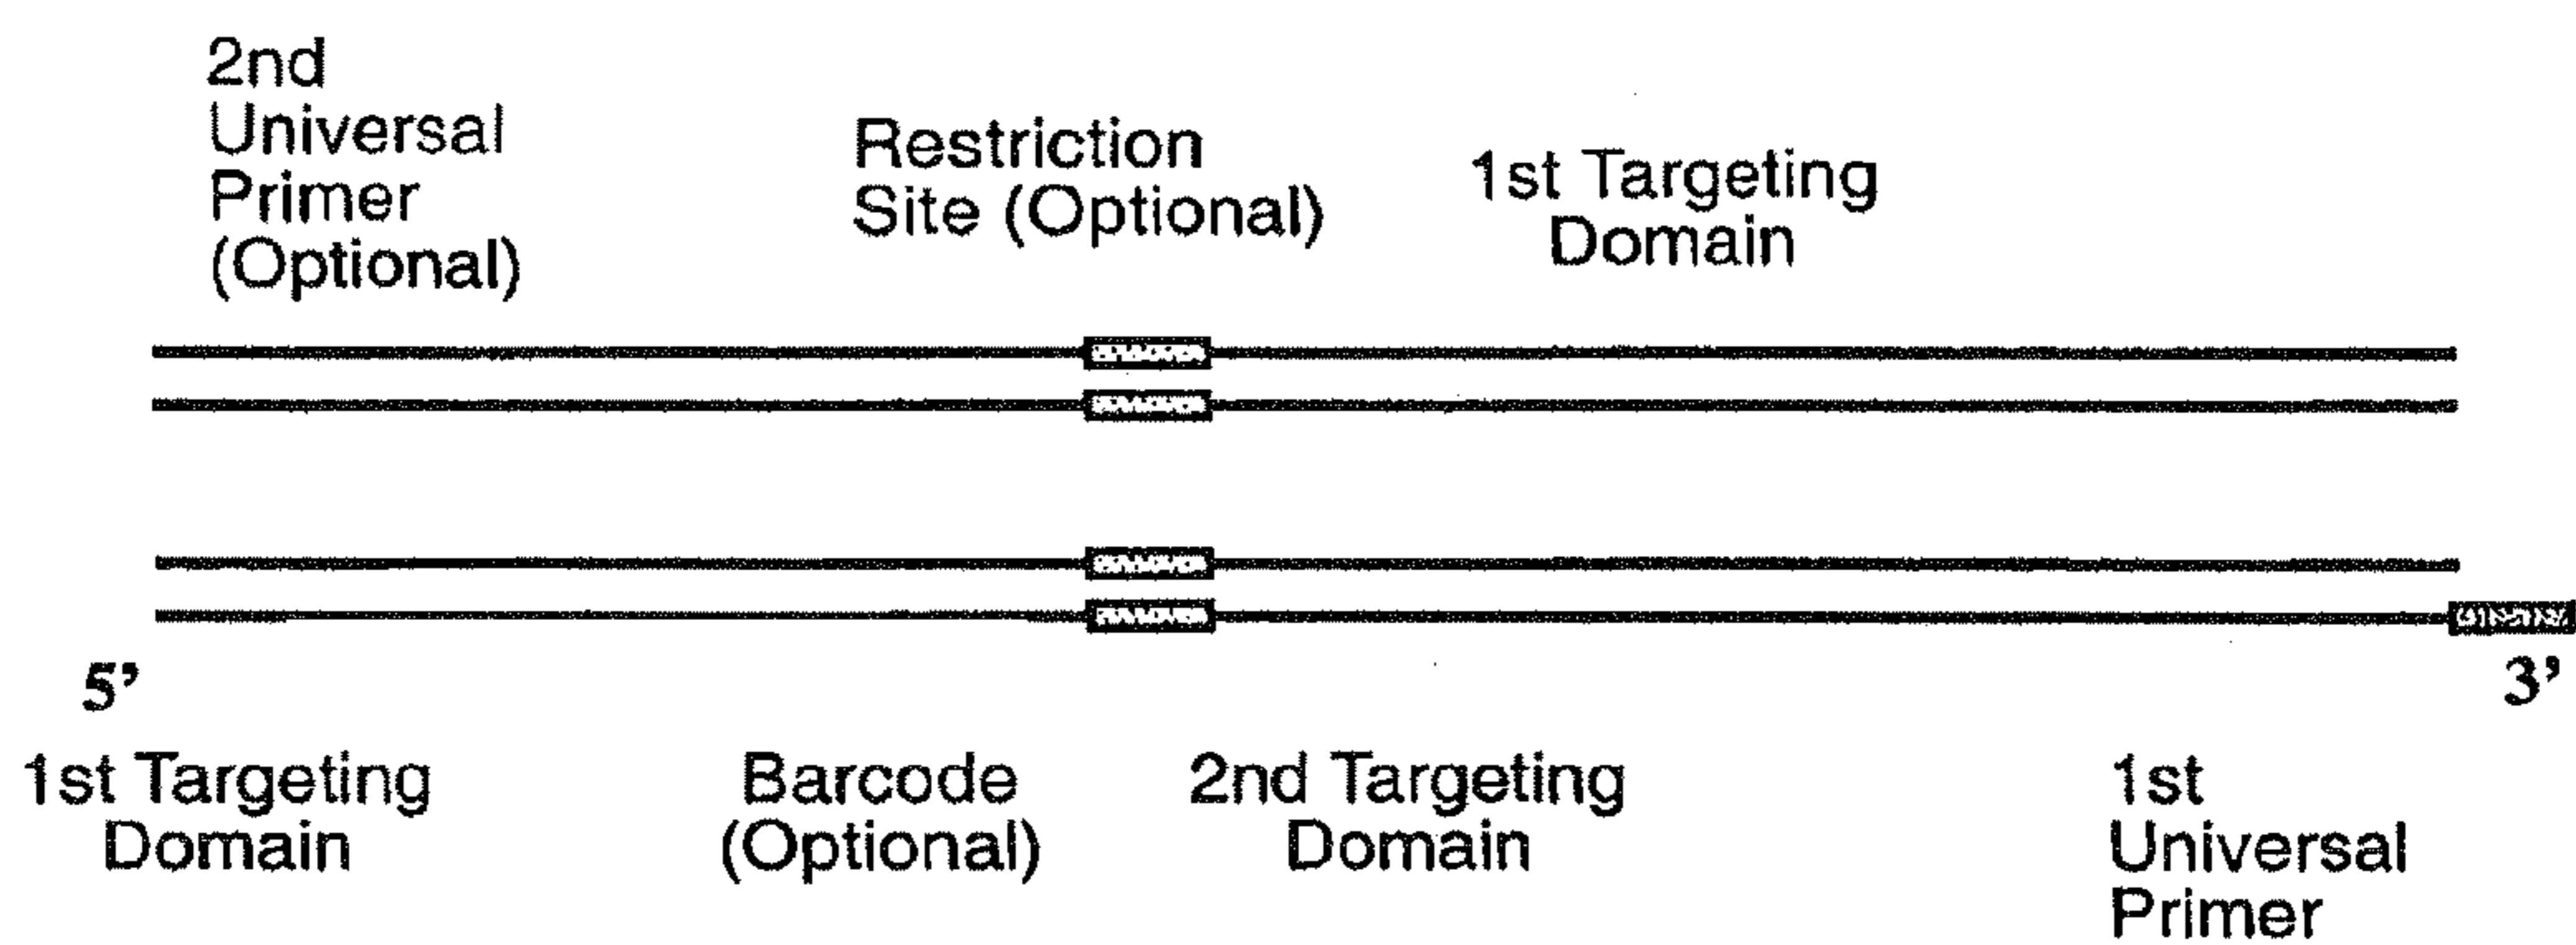 2nd
Universal
Primer
(Optional)
Restriction
Site (Optional)
1st Targeting
Domain
5’
3’
1st Targeting
Domain
Barcode
(Optional)
2nd Targeting
Domain
1st
Universal
Primer